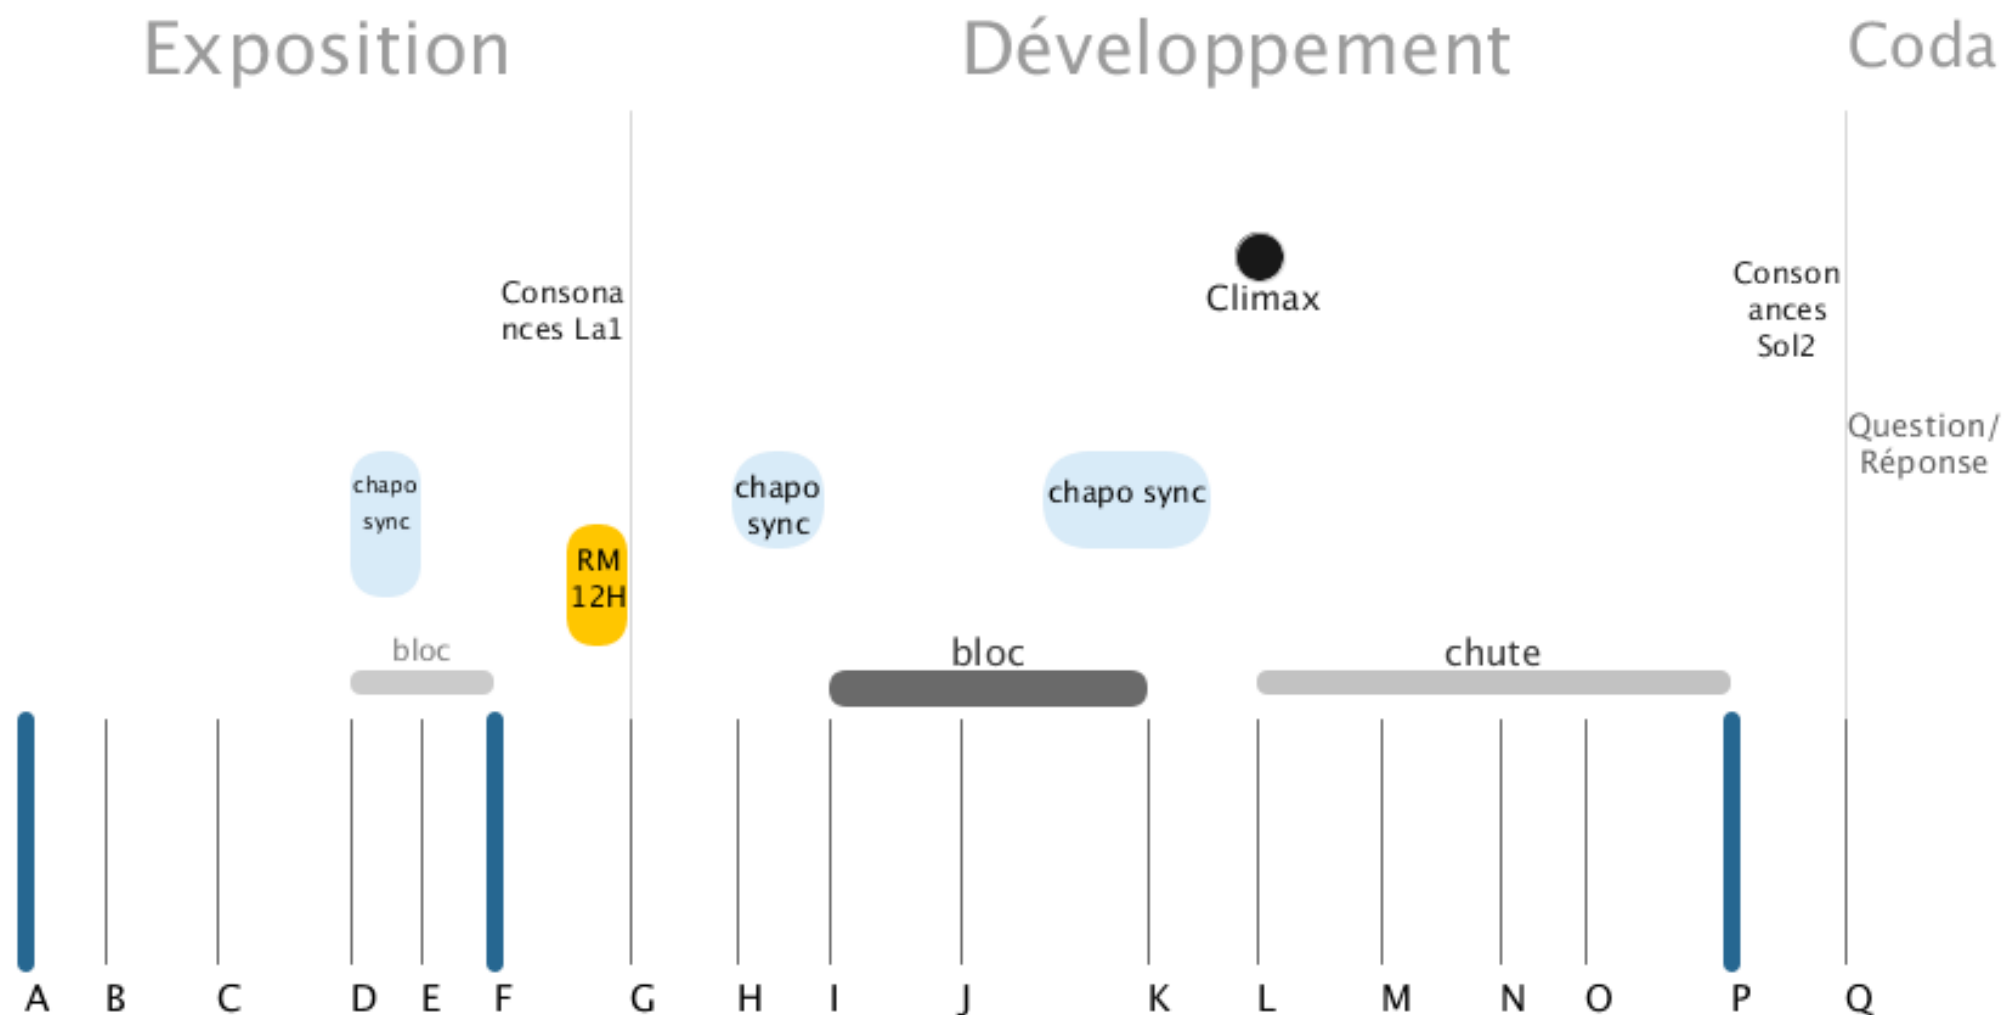 Exposition
Développement
Coda
Consona
nces La1
Climax
Conson
ances
Sol2
Question/
Réponse
chapo
sync
chapo
sync
chapo sync
RM
12H
bloc
bloc
chute
A
B
C
D
E
F
G
H
I
J
K
L
M
N
O
P
Q